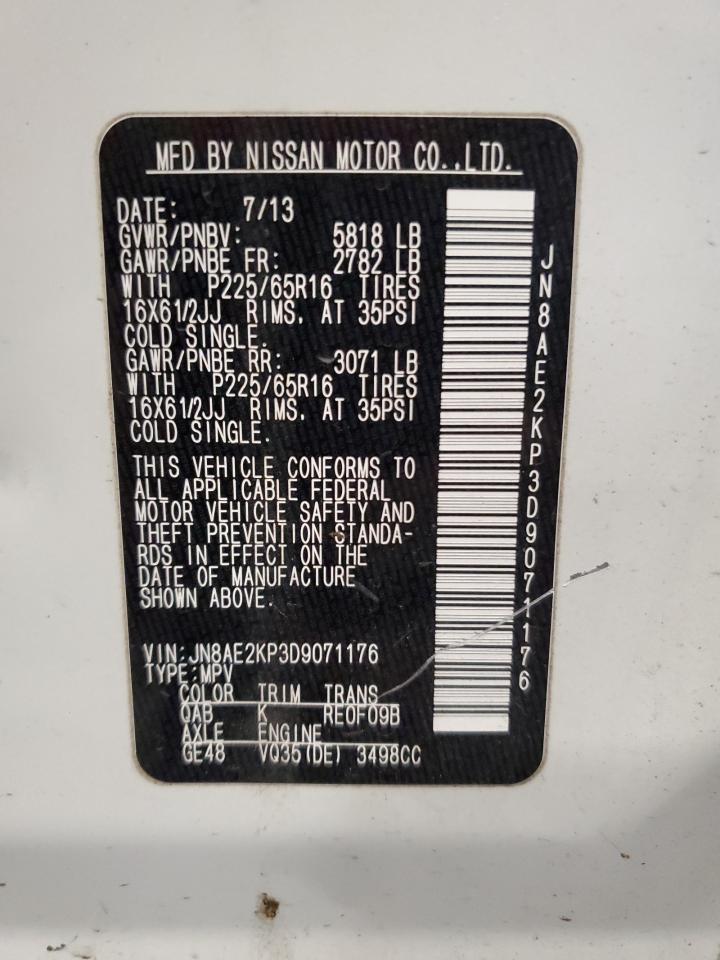 MFD BY NISSAN MOTOR CO.,LTD.
DATE: 7/13
GVWR/PNBV: 5818 LB
GAWR/PNBE FR: 2782 LB
WITH P225/65R16 TIRES
16X61/2JJ RIMS, AT 35PSI
COLD SINGLE.
GAWR/PNBE RR: 3071 LB
WITH P225/65R16 TIRES
16X61/2JJ RIMS, AT 35PSI
COLD SINGLE.
THIS VEHICLE CONFORMS TO
ALL APPLICABLE FEDERAL
MOTOR VEHICLE SAFETY AND
THEFT PREVENTION STANDA-
RDS IN EFFECT ON THE
DATE OF MANUFACTURE
SHOWN ABOVE.
VIN:JN8AE2KP3D9071176
TYPE:MPV
COLOR TRIM TRANS
QAB K RE0F09B
AXLE ENGINE
GE48 VQ35(DE) 3498CC
JN8AE2KP3D9071176